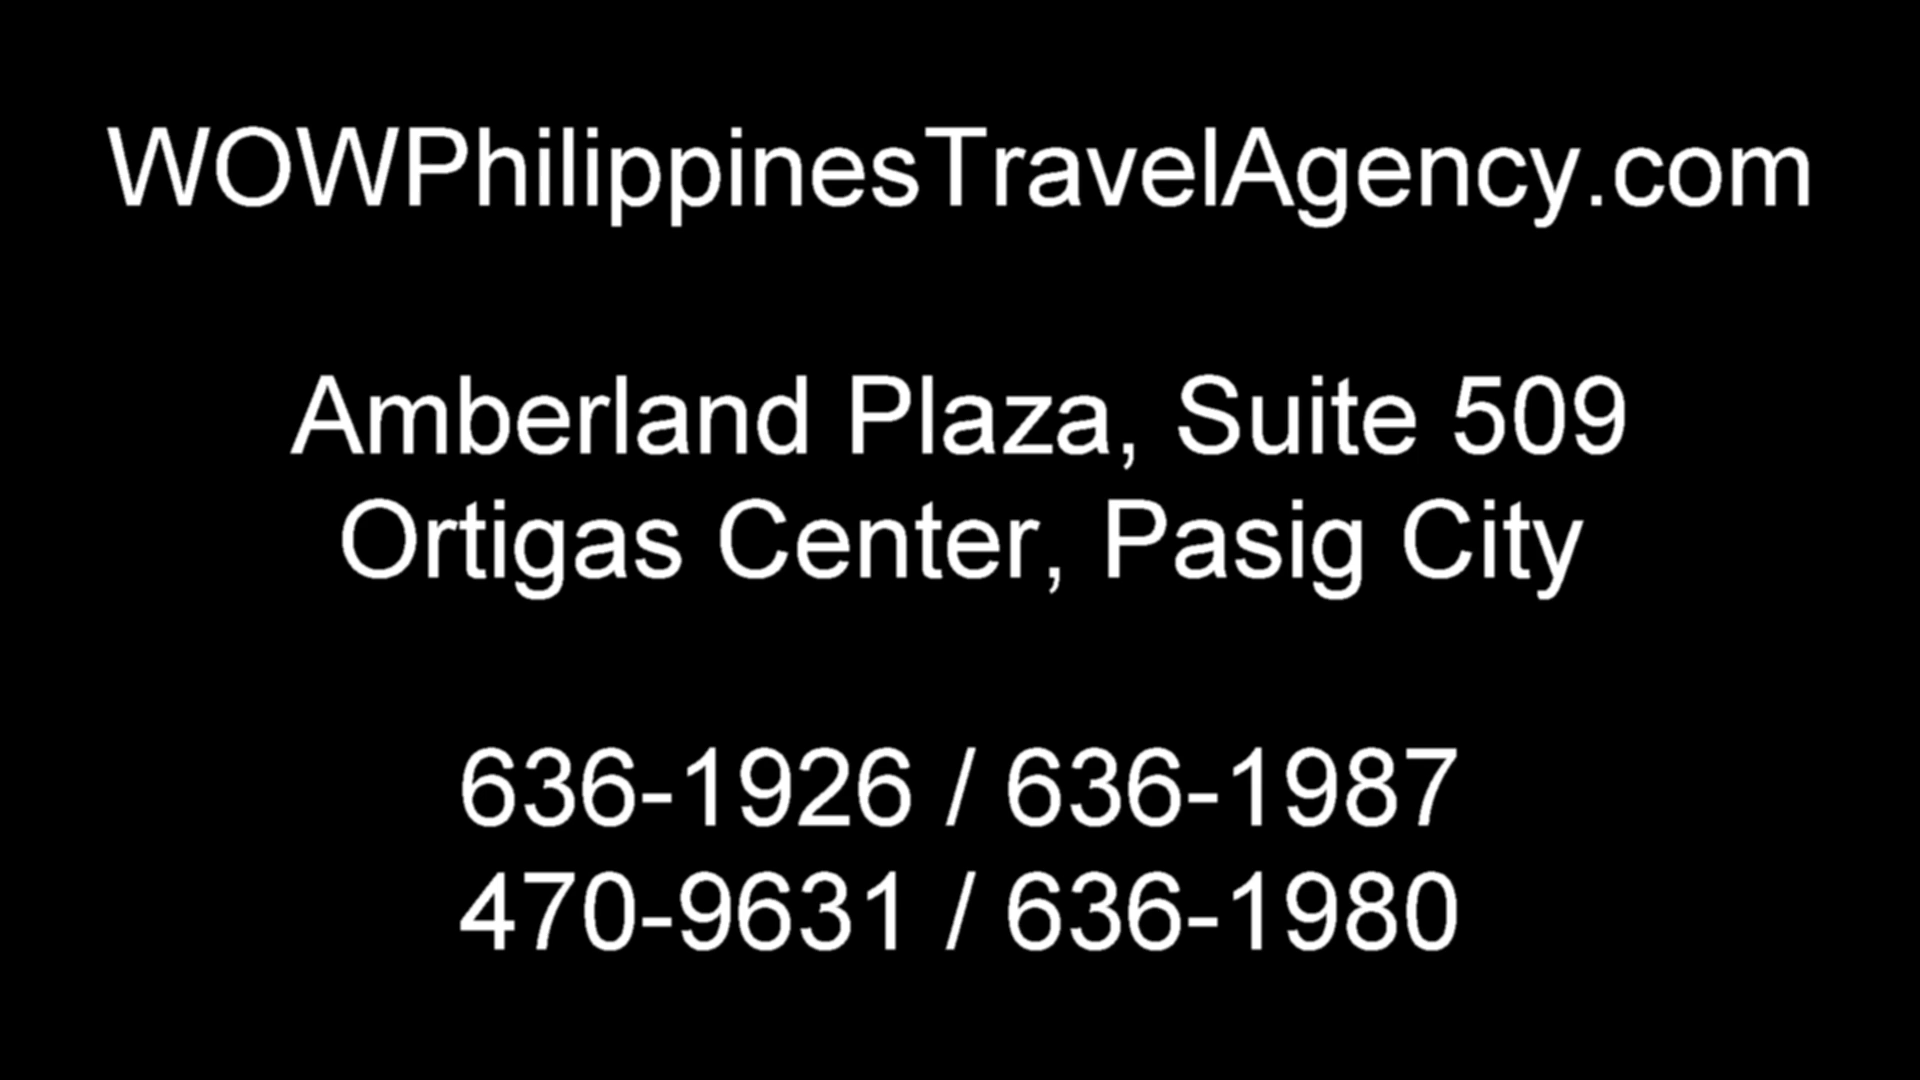 WOWPhilippinesTravelAgency.com
Amberland Plaza, Suite 509
Ortigas Center, Pasig City
636-1926 / 636-1987
470-9631 / 636-1980